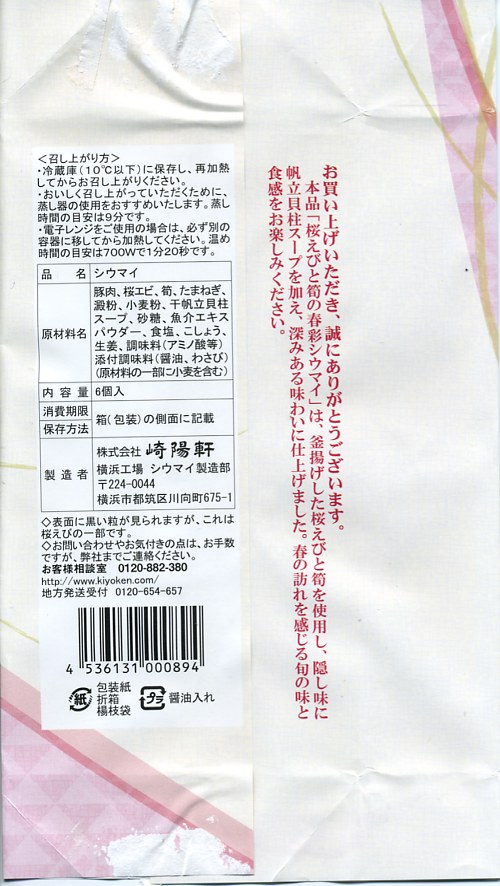 ＜召し上がり方＞
・冷蔵庫(10℃以下)に保存し、再加熱
してからお召し上がりください。
・おいしく召し上がっていただくために、
蒸し器の使用をおすすめいたします。蒸し
時間の目安は9分です。
・電子レンジをご使用の場合は、必ず別の
容器に移してから加熱してください。温め
時間の目安は700Wで1分20秒です。
品名 シウマイ
原材料名 豚肉、桜エビ、筍、たまねぎ、
澱粉、小麦粉、干帆立貝柱
スープ、砂糖、魚介エキス
パウダー、食塩、こしょう、
生姜、調味料(アミノ酸等)
添付調味料(醤油、わさび)
(原材料の一部に小麦を含む)
内容量 6個入
消費期限
保存方法
箱(包装)の側面に記載
製造者 株式会社 崎陽軒
横浜工場 シウマイ製造部
〒224-0044
横浜市都筑区川向町675-1
◇表面に黒い粒が見られますが、これは
桜えびの一部です。
◇お問い合わせやお気付きの点は、お手数
ですが、弊社までご連絡ください。
お客様相談室 0120-882-380
http://www.kiyoken.com/
地方発送受付 0120-654-657
4 536131 000894
紙 包装紙
折箱
楊枝袋
プラ 醤油入れ
お買い上げいただき、誠にありがとうございます。
本品「桜えびと筍の春彩シウマイ」は、釜揚げした桜えびと筍を使用し、隠し味に
帆立貝柱スープを加え、深みある味わいに仕上げました。春の訪れを感じる旬の味と
食感をお楽しみください。